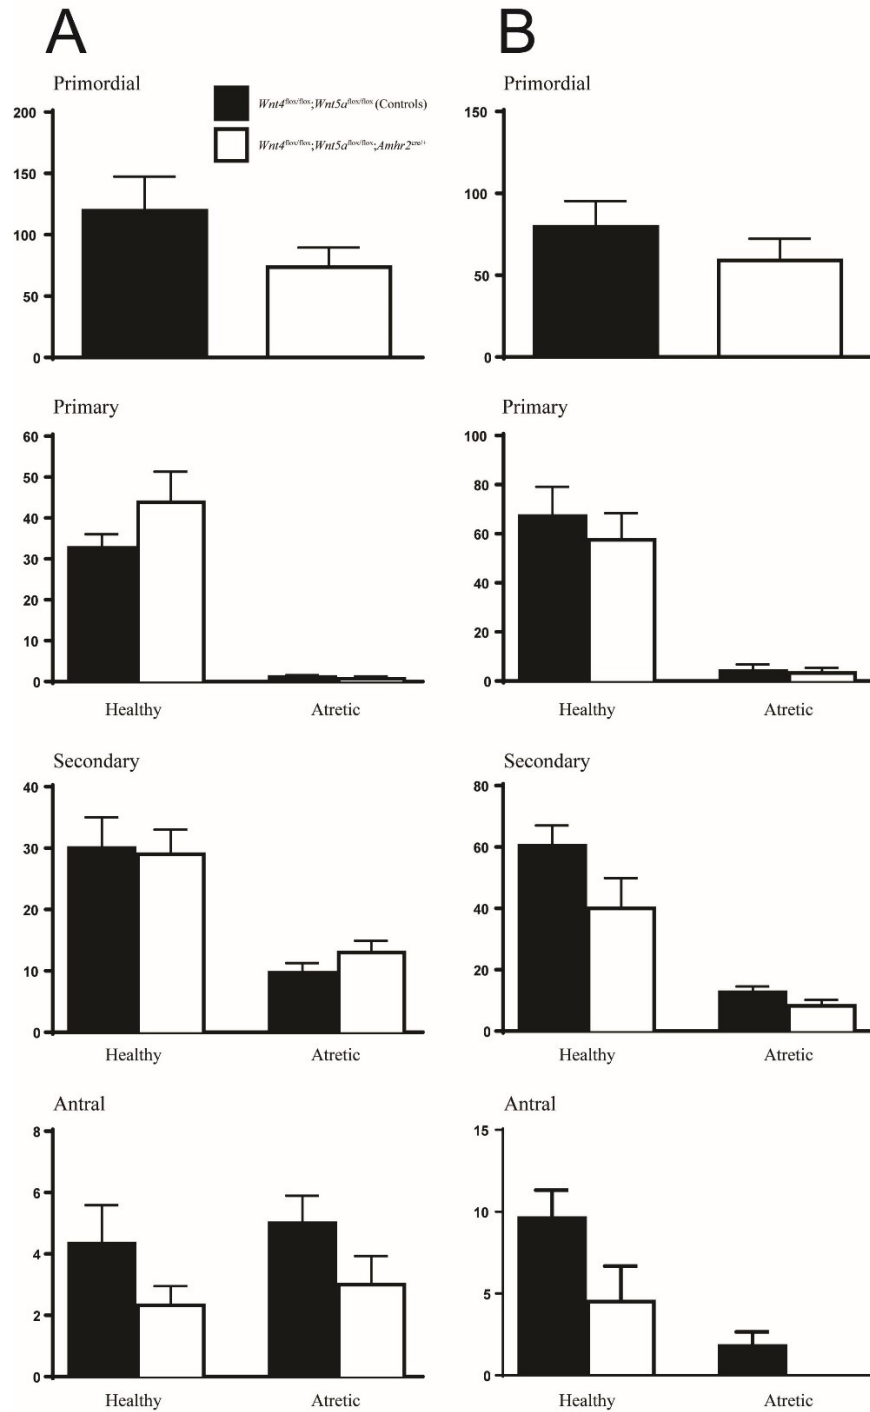 A
B
Primordial
Wnt4flox/flox;Wnt5aflox/flox (Controls)
Wnt4flox/flox;Wnt5aflox/flox;Amhr2cre/+
200
150
100
50
0
Primordial
150
100
50
0
Primary
60
50
40
30
20
10
0
Healthy
Atretic
Primary
100
80
60
40
20
0
Healthy
Atretic
Secondary
40
30
20
10
0
Healthy
Atretic
Secondary
80
60
40
20
0
Healthy
Atretic
Antral
8
6
4
2
0
Healthy
Atretic
Antral
15
10
5
0
Healthy
Atretic